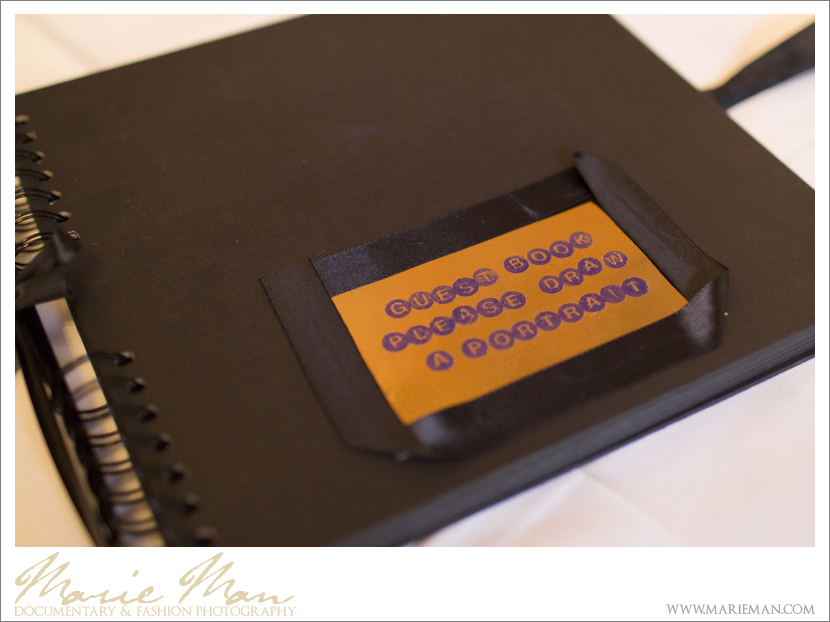 GUEST BOOK
PLEASE DRAW
A PORTRAIT
Marie Man
DOCUMENTARY & FASHION PHOTOGRAPHY
WWW.MARIEMAN.COM